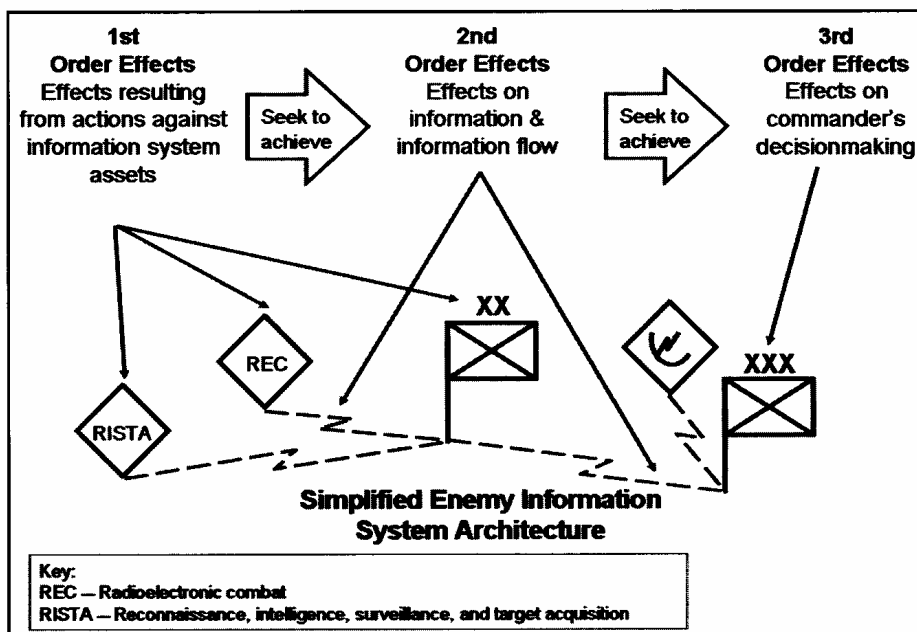 1st
Order Effects
Effects resulting
from actions against
information system
assets
Seek to
achieve
2nd
Order Effects
Effects on
information &
information flow
Seek to
achieve
3rd
Order Effects
Effects on
commander's
decisionmaking
XX
REC
XXX
RISTA
Simplified Enemy Information
System Architecture
Key:
REC — Radioelectronic combat
RISTA — Reconnaissance, intelligence, surveillance, and target acquisition